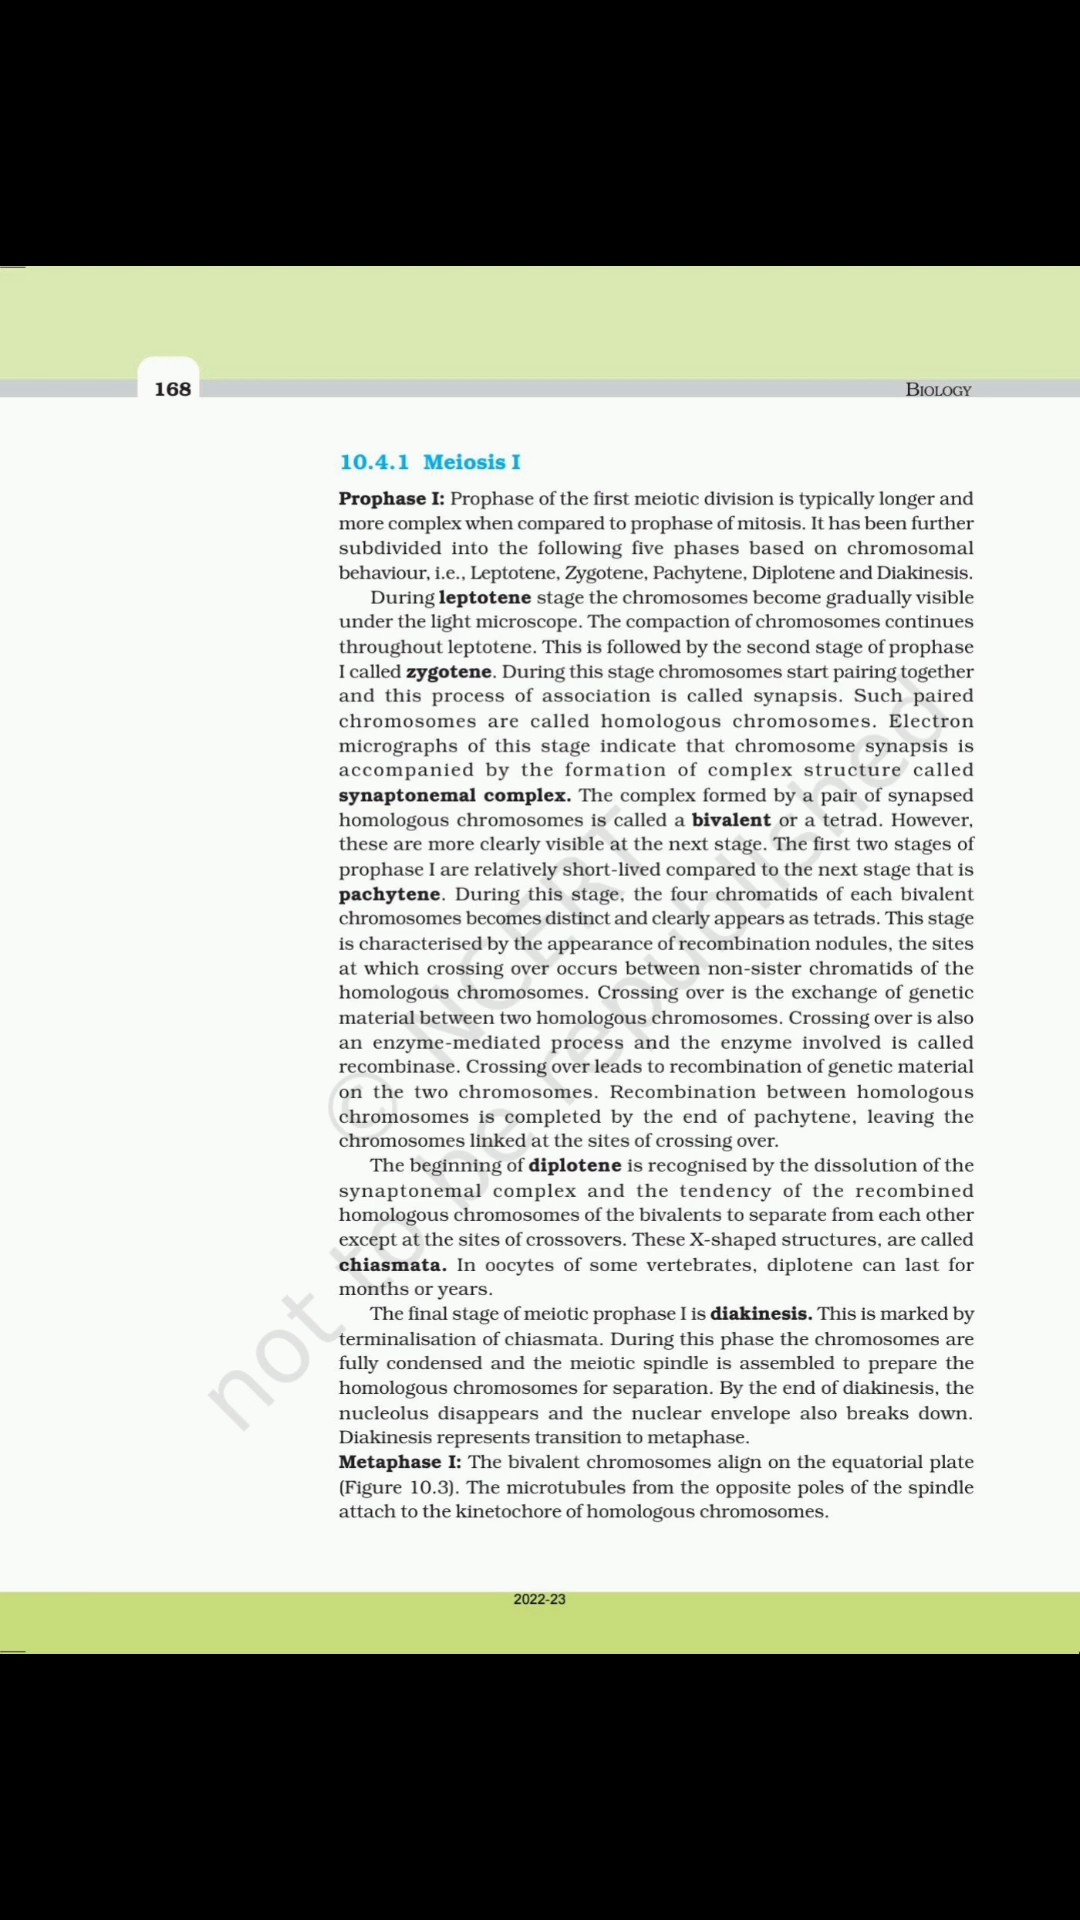 168
BIOLOGY
10.4.1 Meiosis I
Prophase I: Prophase of the first meiotic division is typically longer and
more complex when compared to prophase of mitosis. It has been further
subdivided into the following five phases based on chromosomal
behaviour, i.e., Leptotene, Zygotene, Pachytene, Diplotene and Diakinesis.
During leptotene stage the chromosomes become gradually visible
under the light microscope. The compaction of chromosomes continues
throughout leptotene. This is followed by the second stage of prophase
I called zygotene. During this stage chromosomes start pairing together
and this process of association is called synapsis. Such paired
chromosomes are called homologous chromosomes. Electron
micrographs of this stage indicate that chromosome synapsis is
accompanied by the formation of complex structure called
synaptonemal complex. The complex formed by a pair of synapsed
homologous chromosomes is called a bivalent or a tetrad. However,
these are more clearly visible at the next stage. The first two stages of
prophase I are relatively short-lived compared to the next stage that is
pachytene. During this stage, the four chromatids of each bivalent
chromosomes becomes distinct and clearly appears as tetrads. This stage
is characterised by the appearance of recombination nodules, the sites
at which crossing over occurs between non-sister chromatids of the
homologous chromosomes. Crossing over is the exchange of genetic
material between two homologous chromosomes. Crossing over is also
an enzyme-mediated process and the enzyme involved is called
recombinase. Crossing over leads to recombination of genetic material
on the two chromosomes. Recombination between homologous
chromosomes is completed by the end of pachytene, leaving the
chromosomes linked at the sites of crossing over.
The beginning of diplotene is recognised by the dissolution of the
synaptonemal complex and the tendency of the recombined
homologous chromosomes of the bivalents to separate from each other
except at the sites of crossovers. These X-shaped structures, are called
chiasmata. In oocytes of some vertebrates, diplotene can last for
months or years.
The final stage of meiotic prophase I is diakinesis. This is marked by
terminalisation of chiasmata. During this phase the chromosomes are
fully condensed and the meiotic spindle is assembled to prepare the
homologous chromosomes for separation. By the end of diakinesis, the
nucleolus disappears and the nuclear envelope also breaks down.
Diakinesis represents transition to metaphase.
Metaphase I: The bivalent chromosomes align on the equatorial plate
(Figure 10.3). The microtubules from the opposite poles of the spindle
attach to the kinetochore of homologous chromosomes.
© NCERT
not to be republished
2022-23